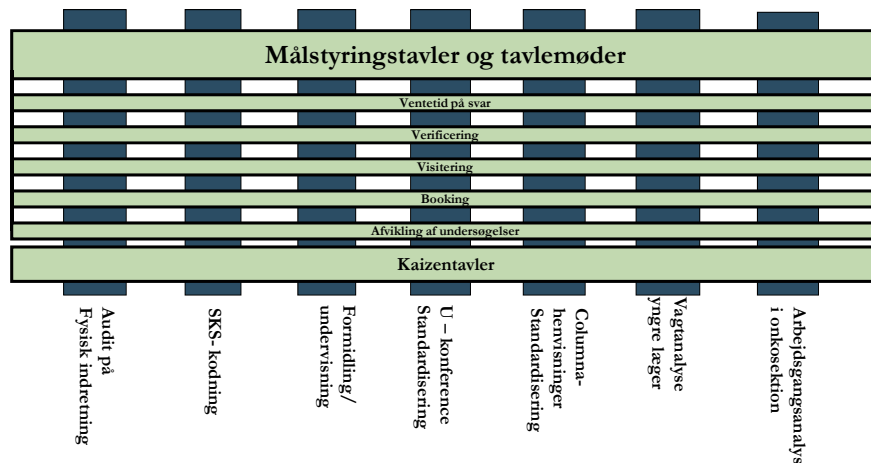 Målstyringstavler og tavlemøder
Ventetid på svar
Verificering
Visitering
Booking
Afvikling af undersøgelser
Kaizentavler
Audit på
Fysisk indretning
SKS- kodning
Formidling/
undervisning
U – konference
Standardisering
Columna-
henvisninger
Standardisering
Vagtanalyse
yngre læger
Arbejdsgangsanalys
i onkosektion